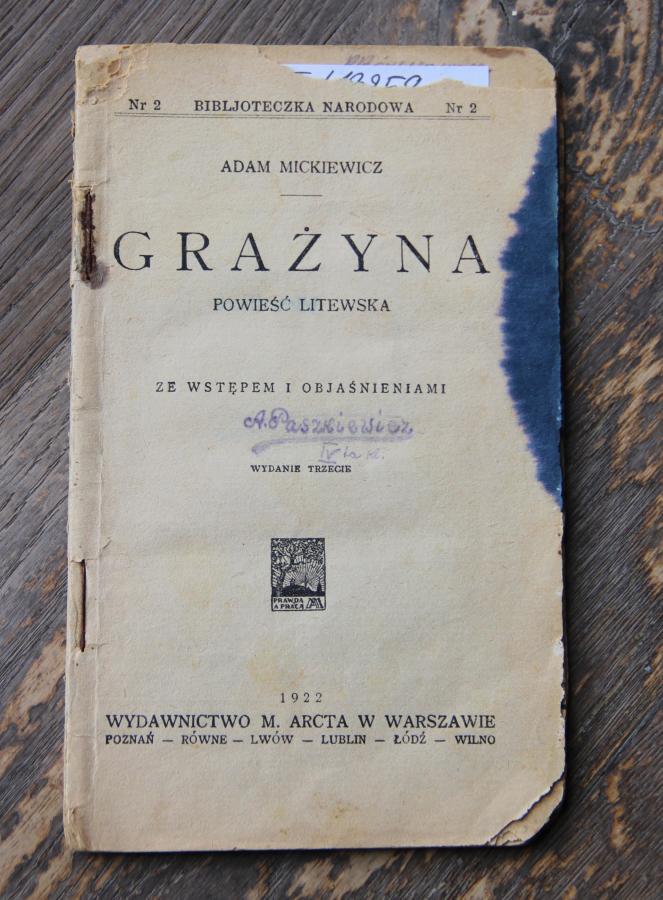 Nr 2 BIBLJOTECZKA NARODOWA Nr 2
ADAM MICKIEWICZ
GRAŻYNA
POWIEŚĆ LITEWSKA
ZE WSTĘPEM I OBJAŚNIENIAMI
A. Paszkiewicz
WYDANIE TRZECIE
PRAWDA
A PRACĄ
1922
WYDAWNICTWO M. ARCTA W WARSZAWIE
POZNAŃ — RÓWNE — LWÓW — LUBLIN — ŁÓDŹ — WILNO